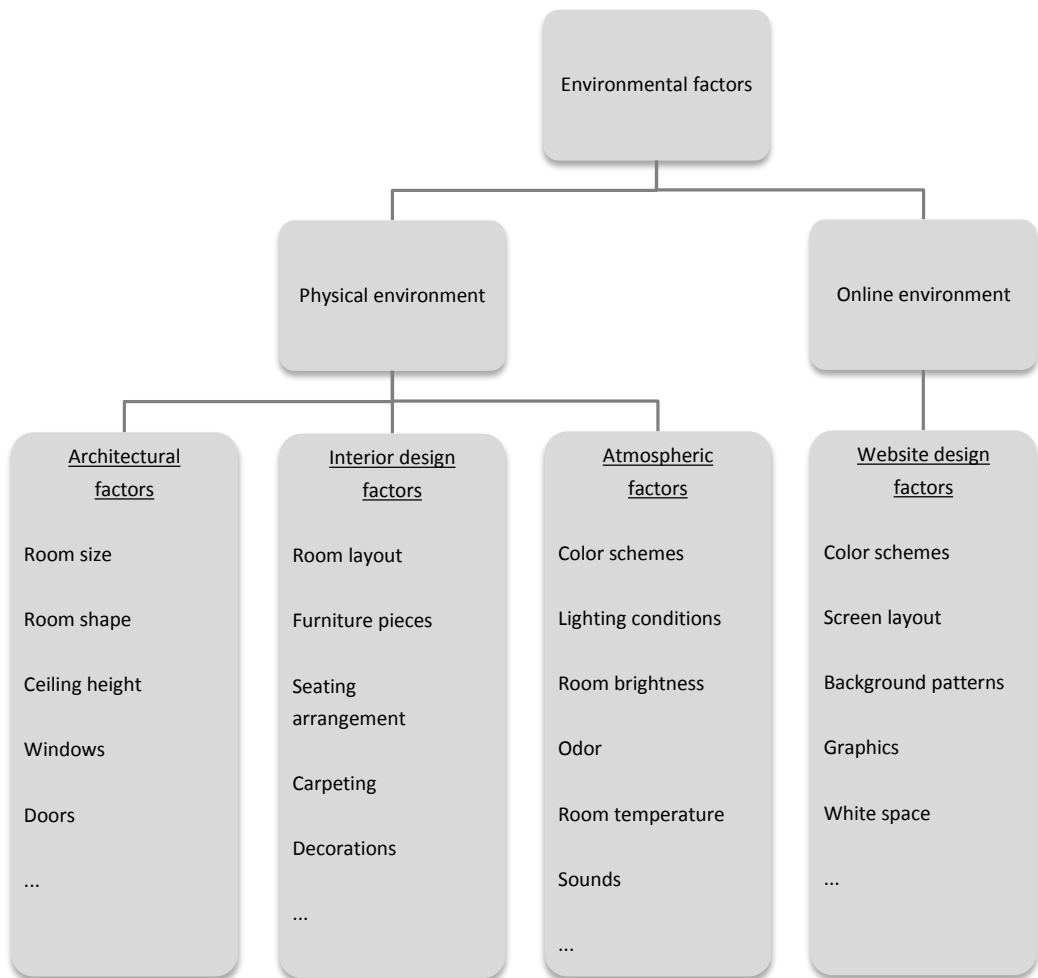 Environmental factors
Physical environment
Online environment
Architectural
factors
Room size
Room shape
Ceiling height
Windows
Doors
...
Interior design
factors
Room layout
Furniture pieces
Seating
arrangement
Carpeting
Decorations
...
Atmospheric
factors
Color schemes
Lighting conditions
Room brightness
Odor
Room temperature
Sounds
...
Website design
factors
Color schemes
Screen layout
Background patterns
Graphics
White space
...